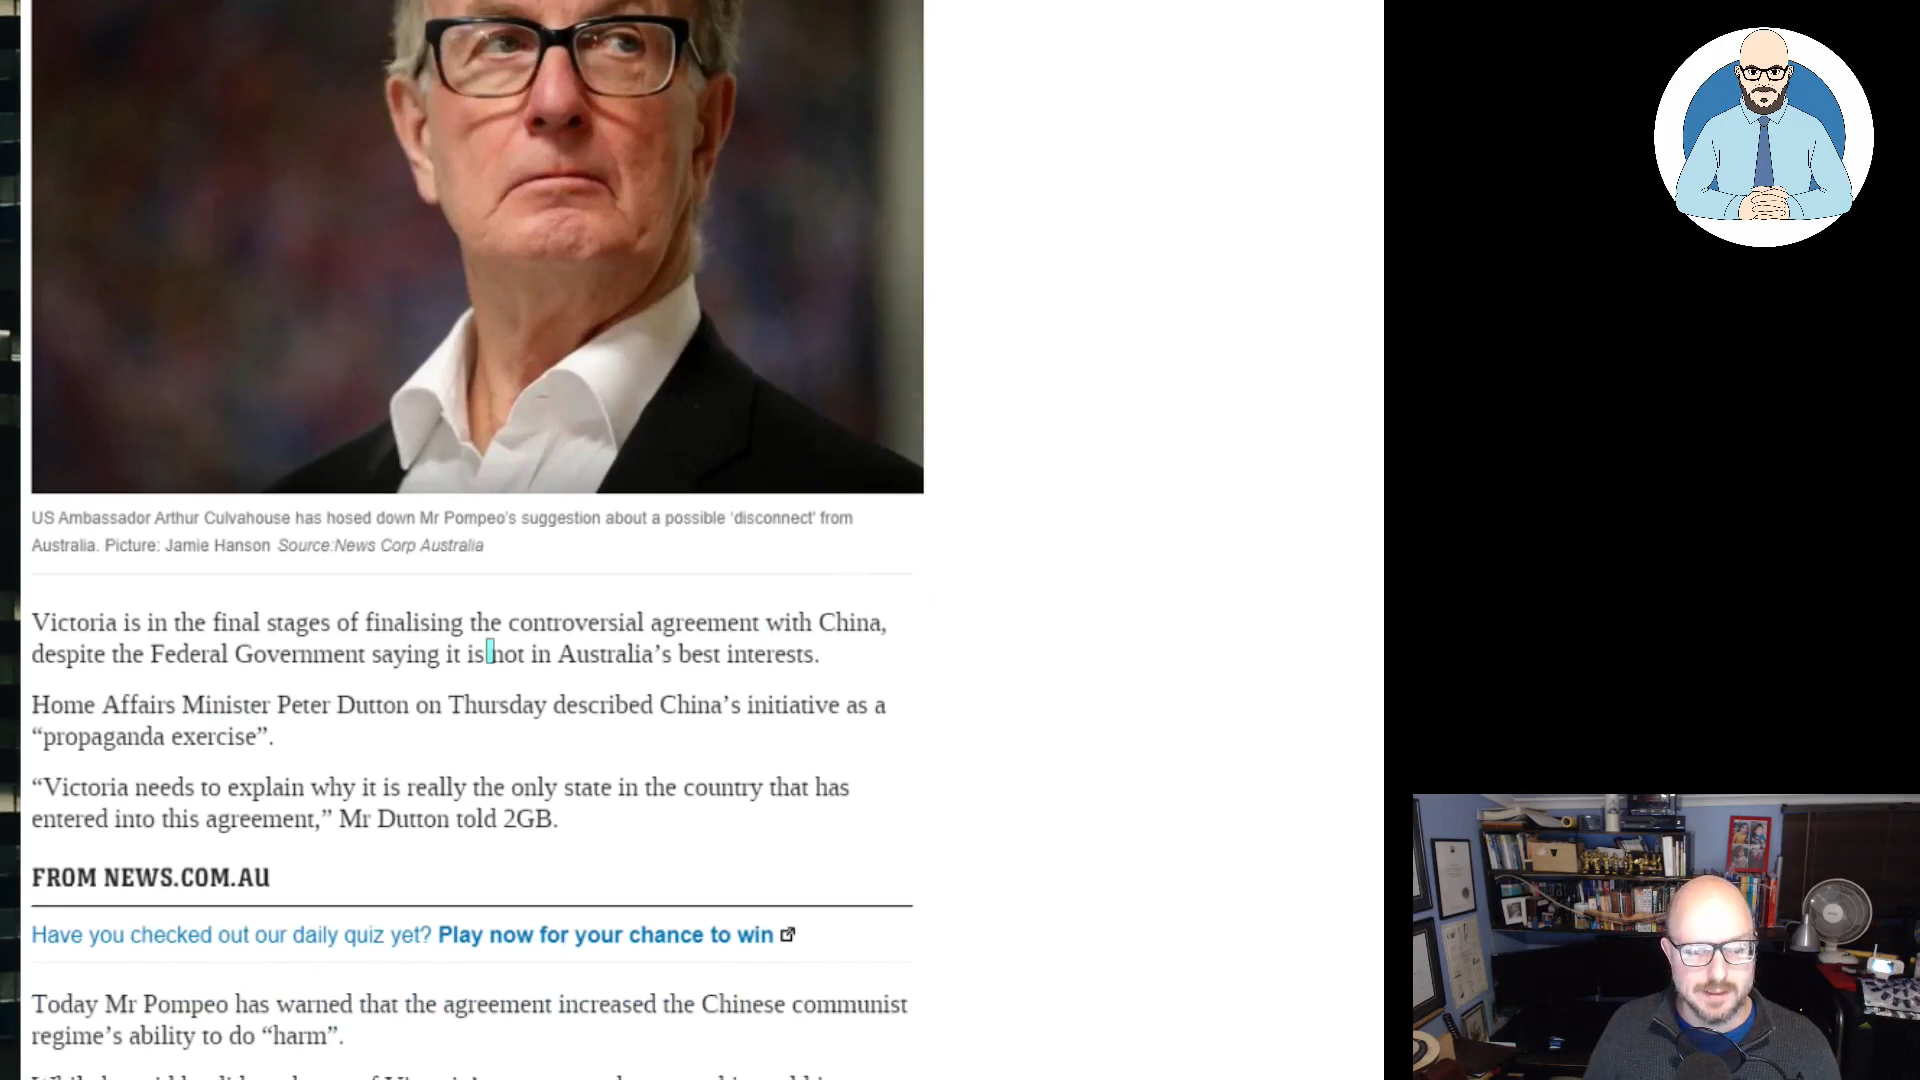 US Ambassador Arthur Culvahouse has hosed down Mr Pompeo's suggestion about a possible 'disconnect' from
Australia. Picture: Jamie Hanson Source:News Corp Australia
Victoria is in the final stages of finalising the controversial agreement with China,
despite the Federal Government saying it is not in Australia's best interests.
Home Affairs Minister Peter Dutton on Thursday described China's initiative as a
“propaganda exercise”.
“Victoria needs to explain why it is really the only state in the country that has
entered into this agreement,” Mr Dutton told 2GB.
FROM NEWS.COM.AU
Have you checked out our daily quiz yet? Play now for your chance to win
Today Mr Pompeo has warned that the agreement increased the Chinese communist
regime's ability to do “harm”.